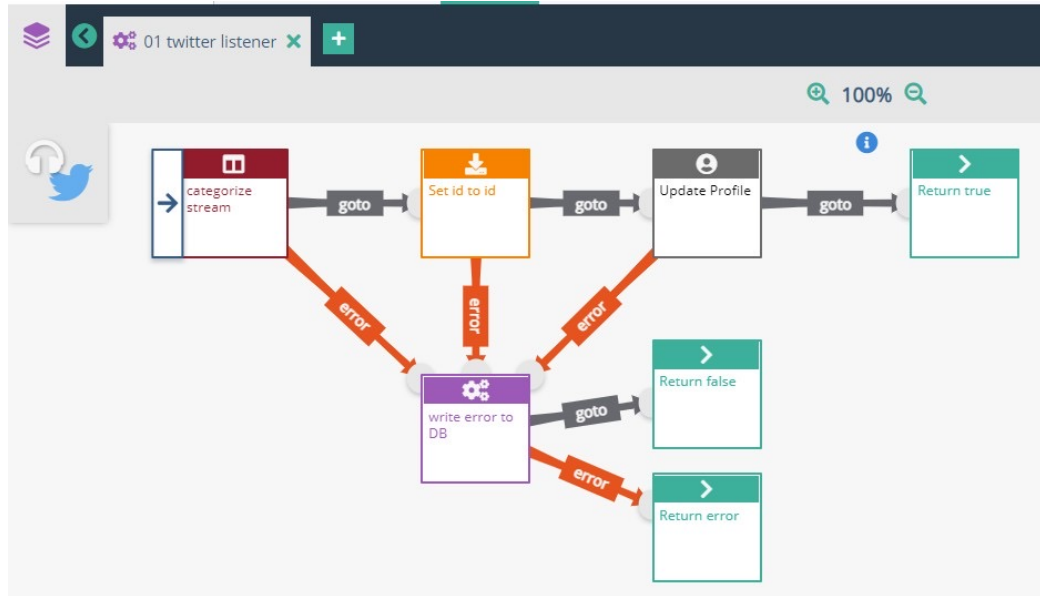 01 twitter listener
100%
categorize
stream
goto
Set id to id
goto
Update Profile
goto
Return true
error
error
error
write error to
DB
goto
Return false
error
Return error